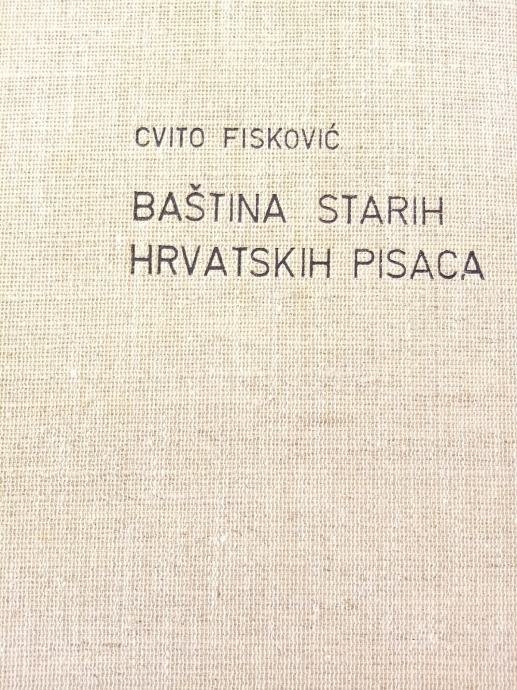 CVITO FISKOVIĆ
BAŠTINA STARIH
HRVATSKIH PISACA